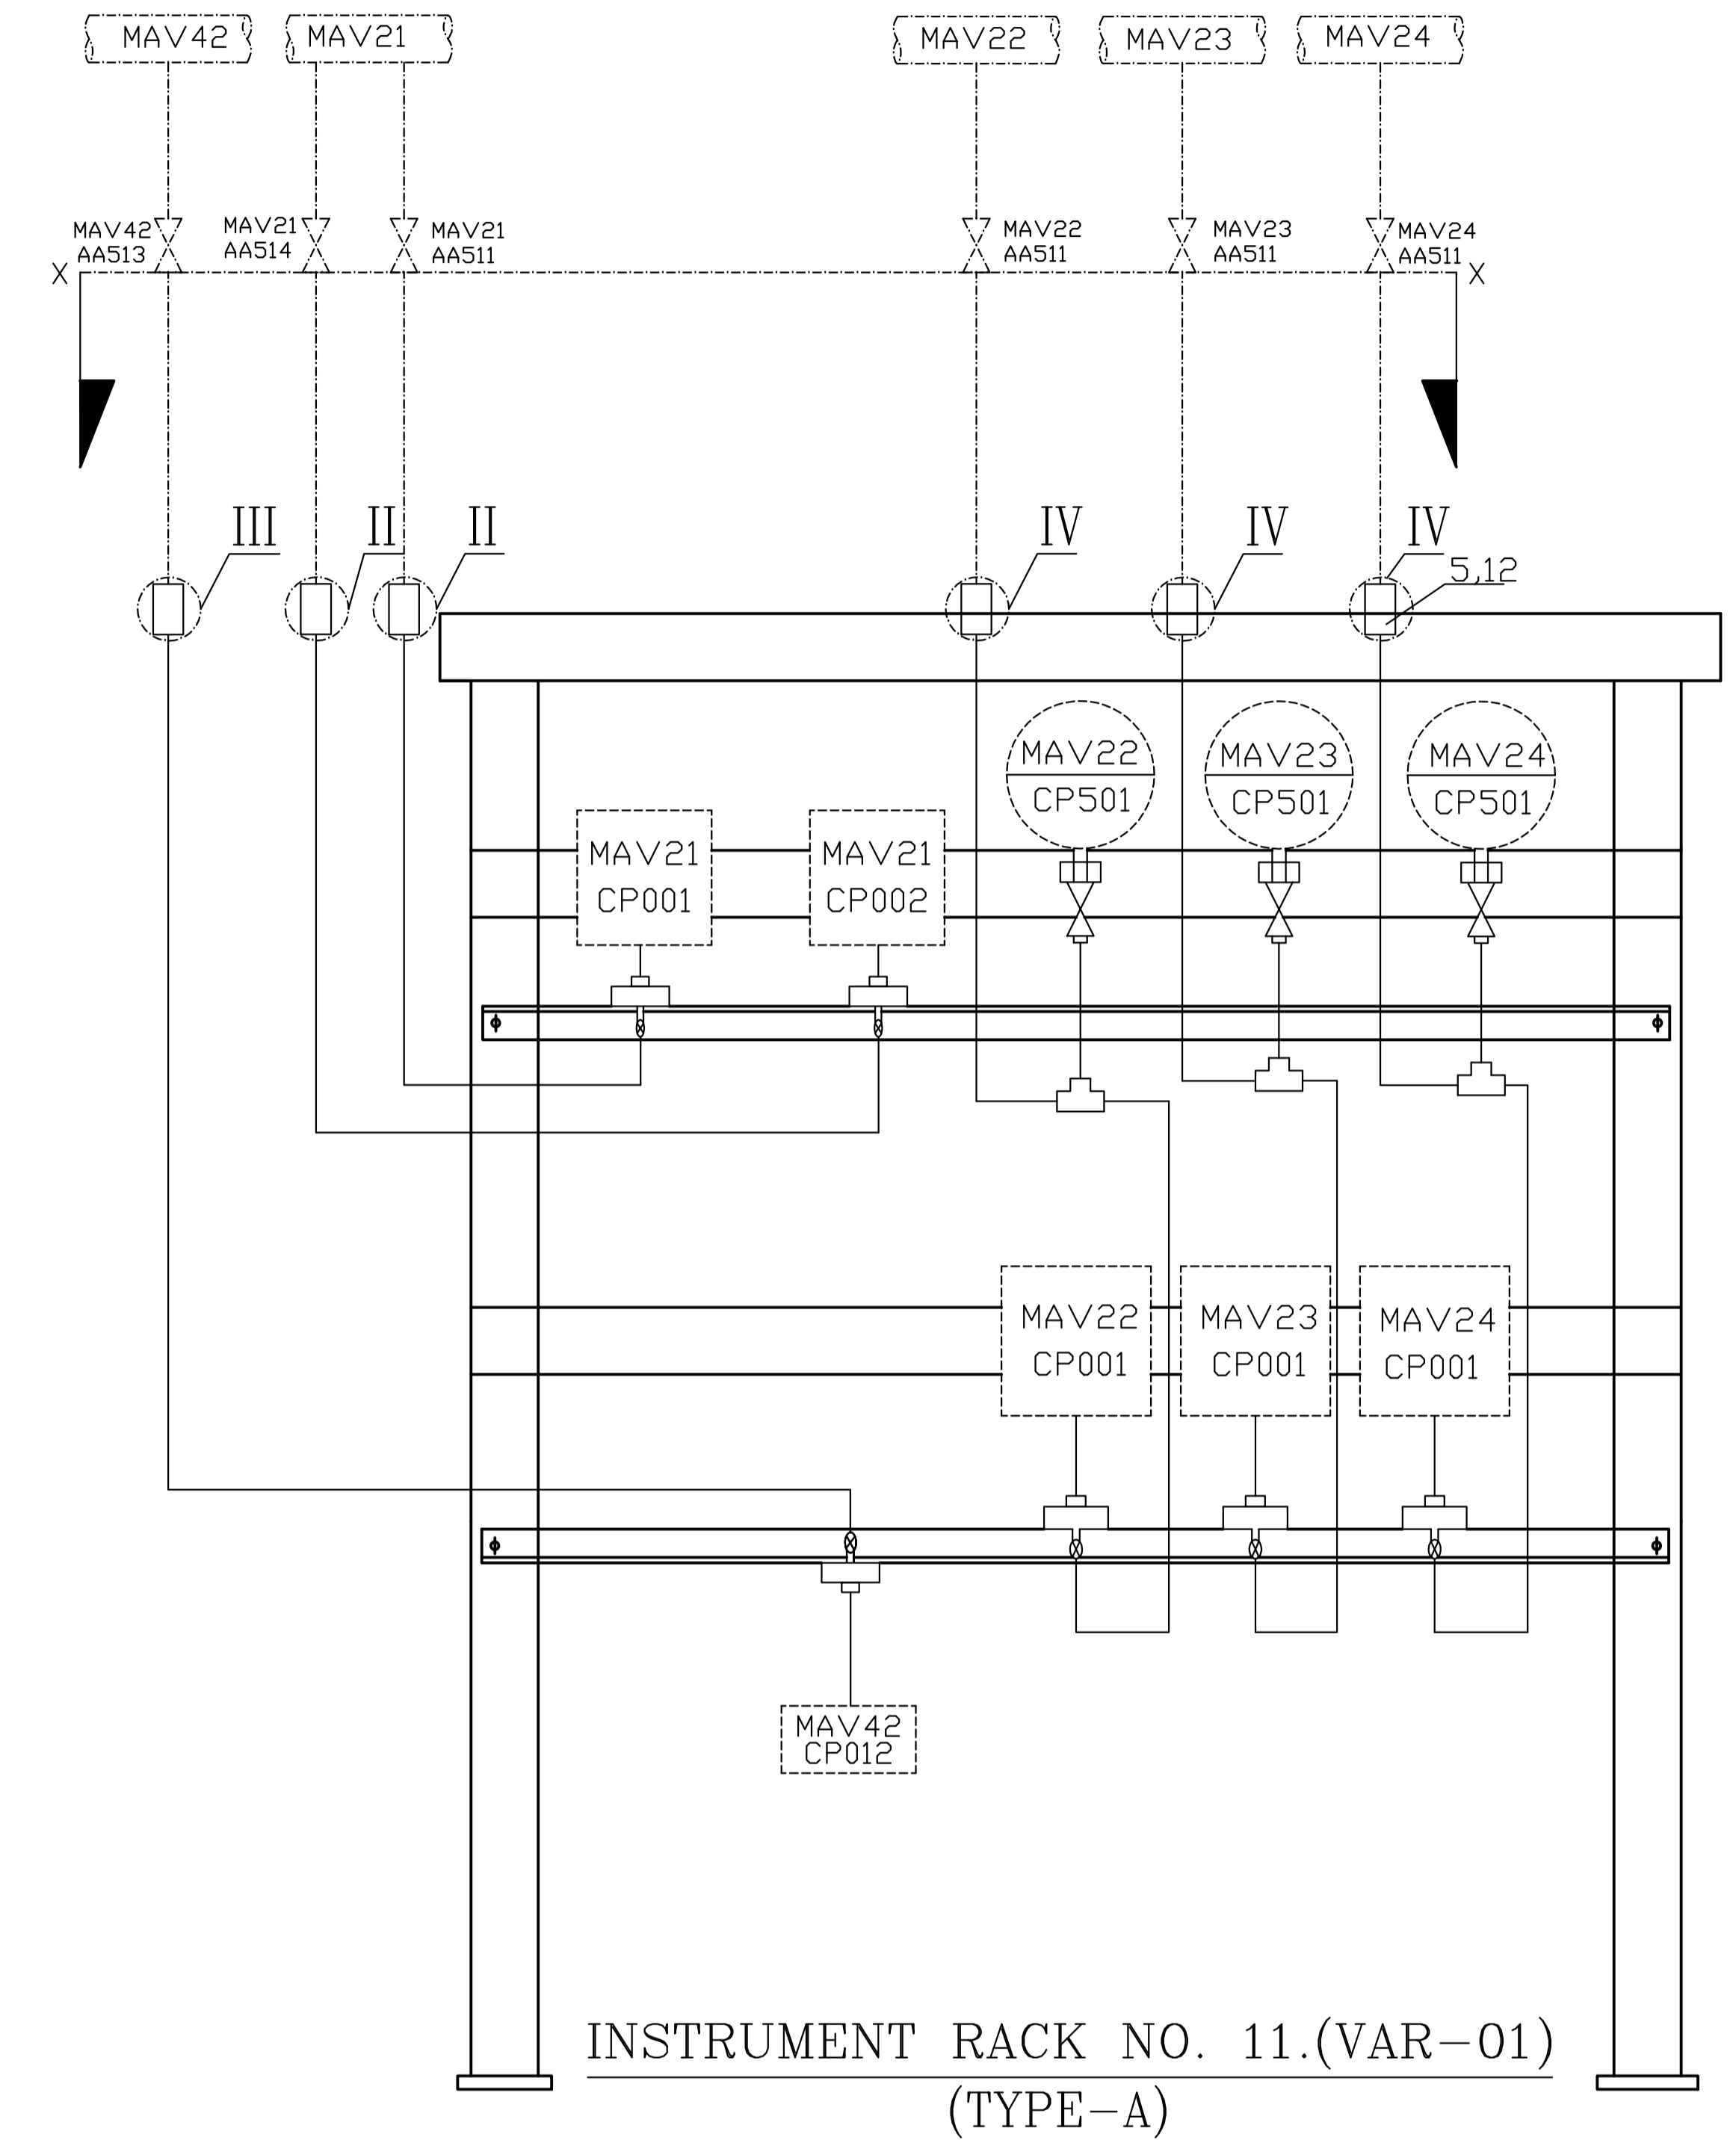 MAV42
MAV21
MAV22
MAV23
MAV24
MAV42
AA513
MAV21
AA514
MAV21
AA511
MAV22
AA511
MAV23
AA511
MAV24
AA511
X
X
III
II
II
IV
IV
IV
5,12
MAV22
CP501
MAV23
CP501
MAV24
CP501
MAV21
CP001
MAV21
CP002
MAV22
CP001
MAV23
CP001
MAV24
CP001
MAV42
CP012
INSTRUMENT RACK NO. 11.(VAR-01)
(TYPE-A)